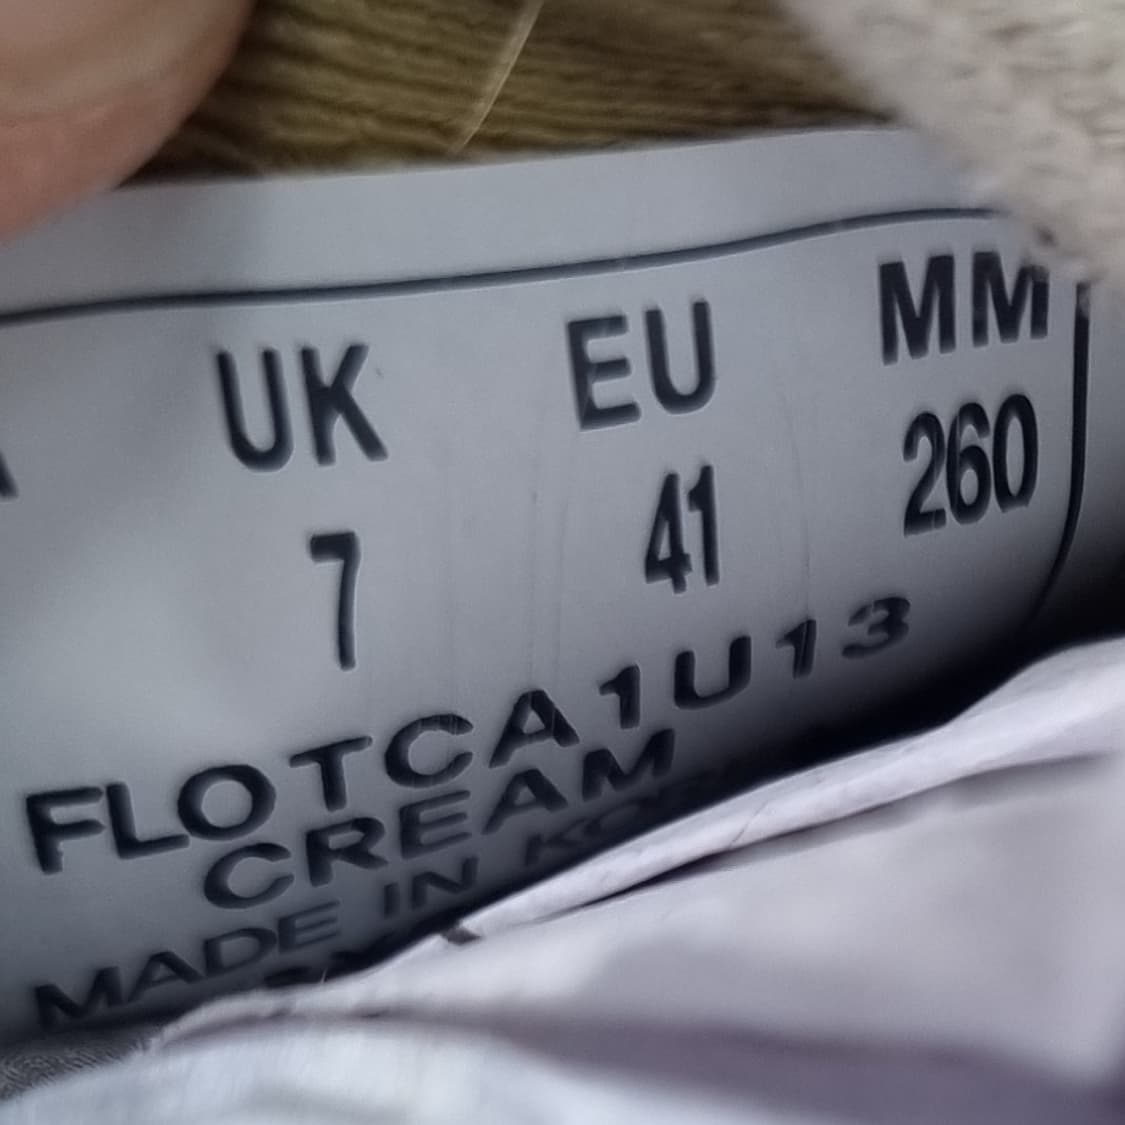 UK EU MM
7 41 260
FLOTCA1U13
CREAM
MADE IN